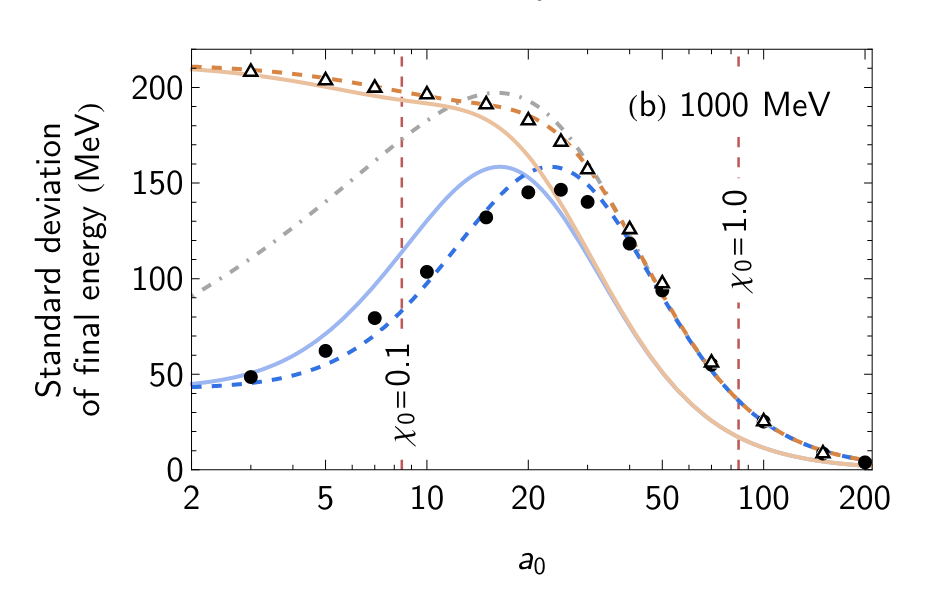 Standard deviation
of final energy (MeV)
200
150
100
50
0
(b) 1000 MeV
χ0=0.1
χ0=1.0
2 5 10 20 50 100 200
a0